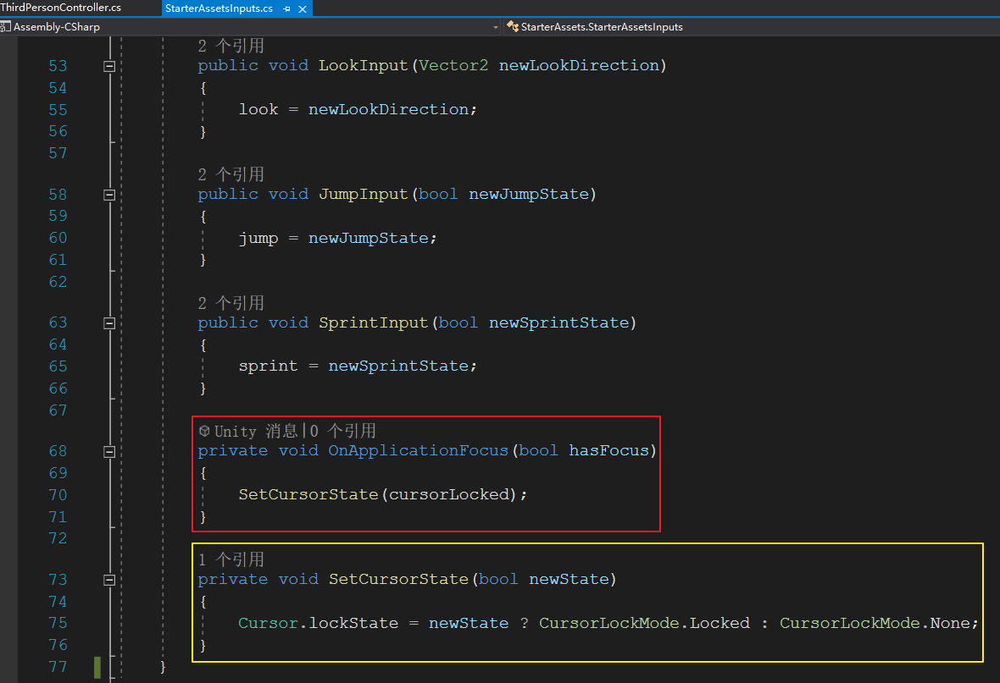 ThirdPersonController.cs StarterAssetsInputs.cs
Assembly-CSharp StarterAssets.StarterAssetsInputs
2 个引用
53 public void LookInput(Vector2 newLookDirection)
54 {
55 look = newLookDirection;
56 }
57
2 个引用
58 public void JumpInput(bool newJumpState)
59 {
60 jump = newJumpState;
61 }
62
2 个引用
63 public void SprintInput(bool newSprintState)
64 {
65 sprint = newSprintState;
66 }
67
Unity 消息|0 个引用
68 private void OnApplicationFocus(bool hasFocus)
69 {
70 SetCursorState(cursorLocked);
71 }
72
1 个引用
73 private void SetCursorState(bool newState)
74 {
75 Cursor.lockState = newState ? CursorLockMode.Locked : CursorLockMode.None;
76 }
77 }